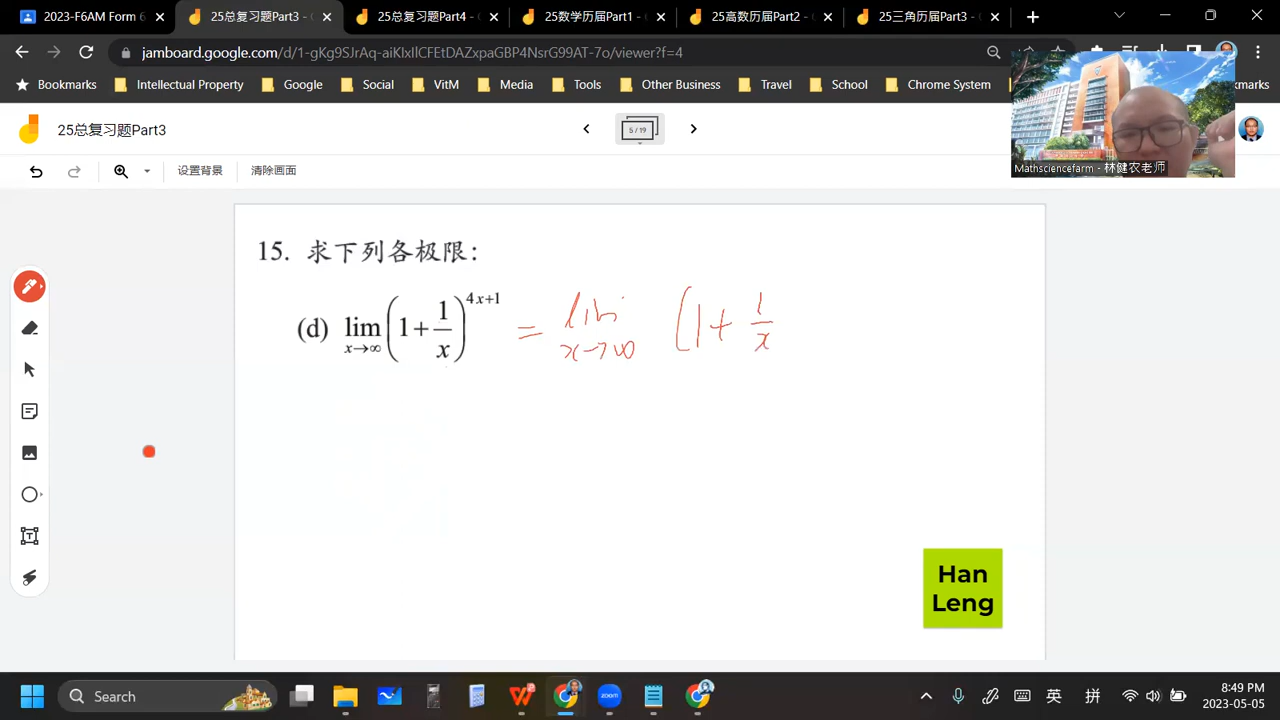 2023-F6AM Form 6
25总复习题Part3
25总复习题Part4
25数学历届Part1
25函数历届Part2
25三角历届Part3
jamboard.google.com/d/1-gKg9SJrAq-aiKlxIlCFEtDAZxpaGBP4NsrG99AT-7o/viewer?f=4
Bookmarks Intellectual Property Google Social VitM Media Tools Other Business Travel School Chrome System Bookmarks
25总复习题Part3
5 / 19
设置背景 清除画面
Mathsciencefarm - 林健农老师
15. 求下列各极限:
(d) lim x→∞ (1+1/x)^4x+1 = lim x→∞ (1+ 1/x
Han
Leng
Search
英 拼
8:49 PM
2023-05-05